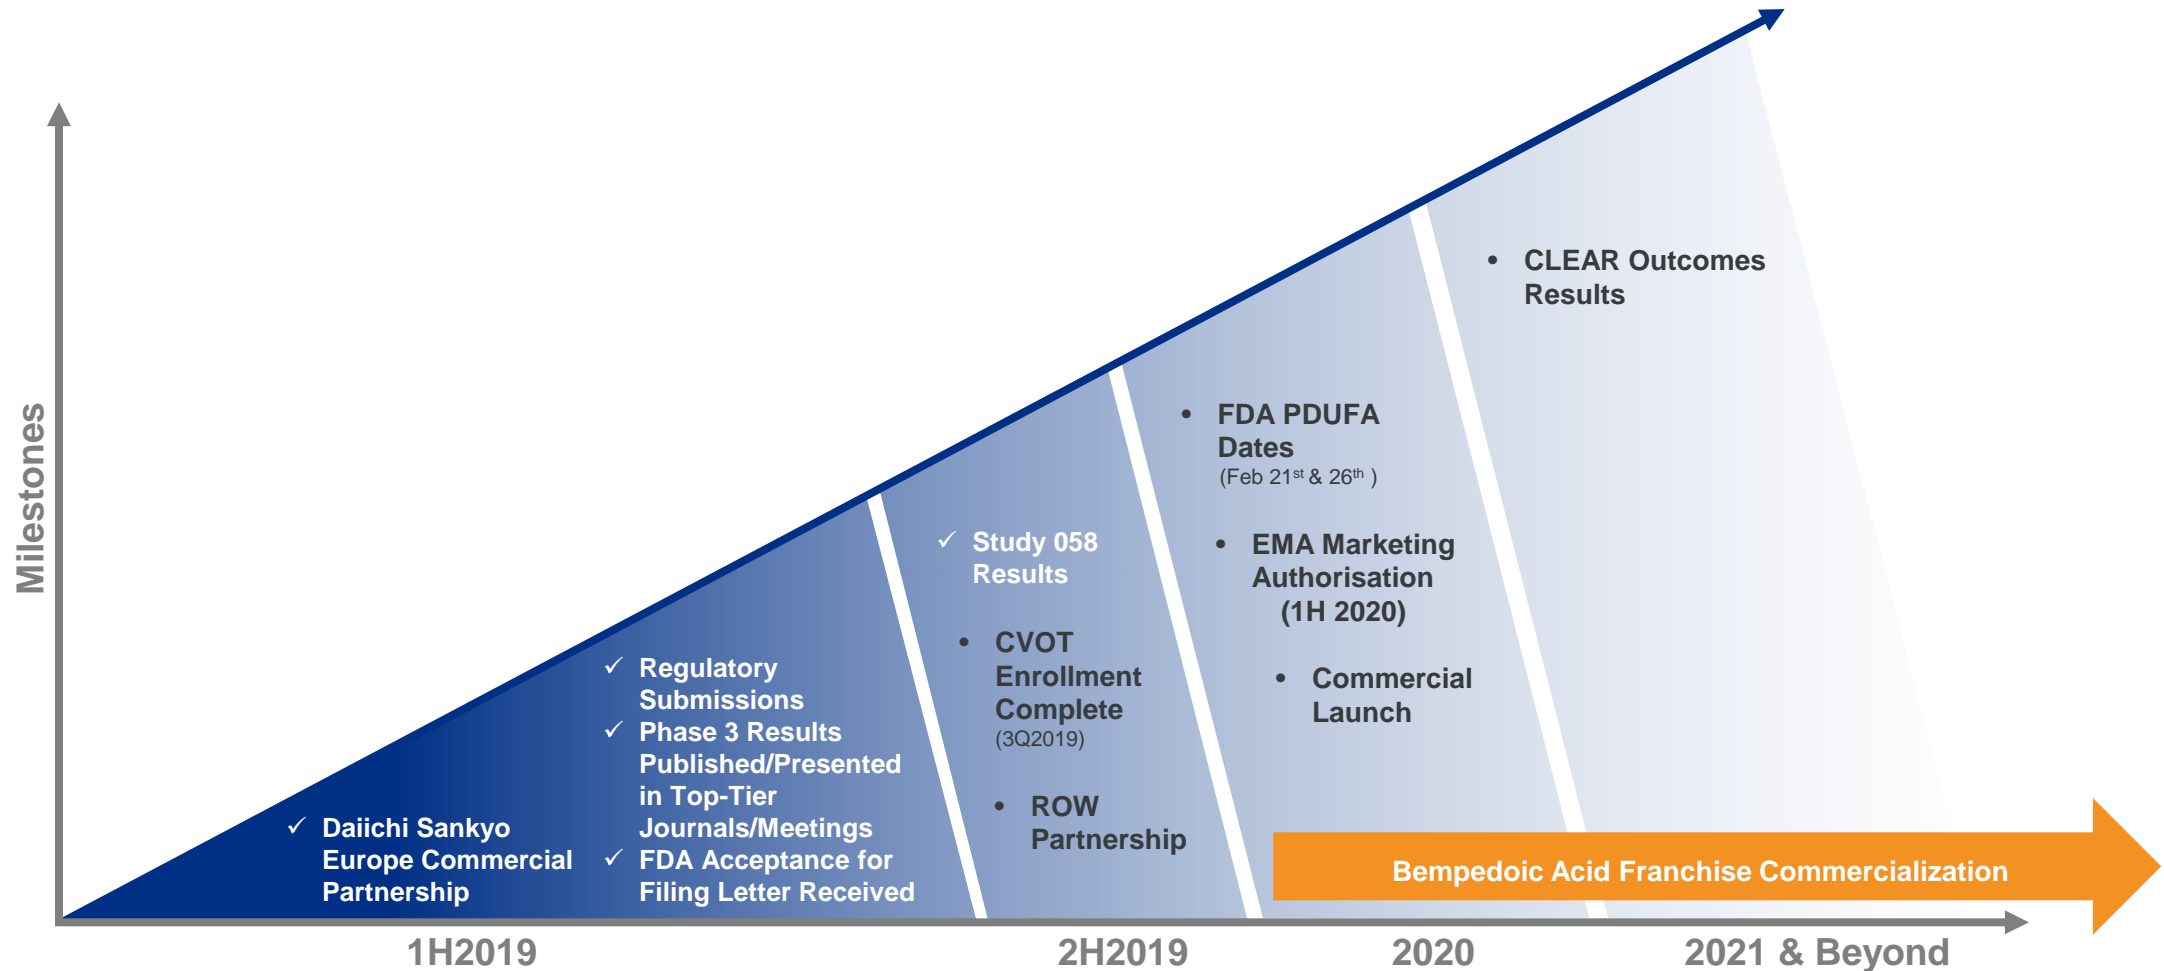 Milestones
✓ Daiichi Sankyo
Europe Commercial
Partnership
✓ Regulatory
Submissions
✓ Phase 3 Results
Published/Presented
in Top-Tier
Journals/Meetings
✓ FDA Acceptance for
Filing Letter Received
✓ Study 058
Results
• CVOT
Enrollment
Complete
(3Q2019)
• ROW
Partnership
• FDA PDUFA
Dates
(Feb 21st & 26th )
• EMA Marketing
Authorisation
(1H 2020)
• Commercial
Launch
• CLEAR Outcomes
Results
Bempedoic Acid Franchise Commercialization
1H2019
2H2019
2020
2021 & Beyond